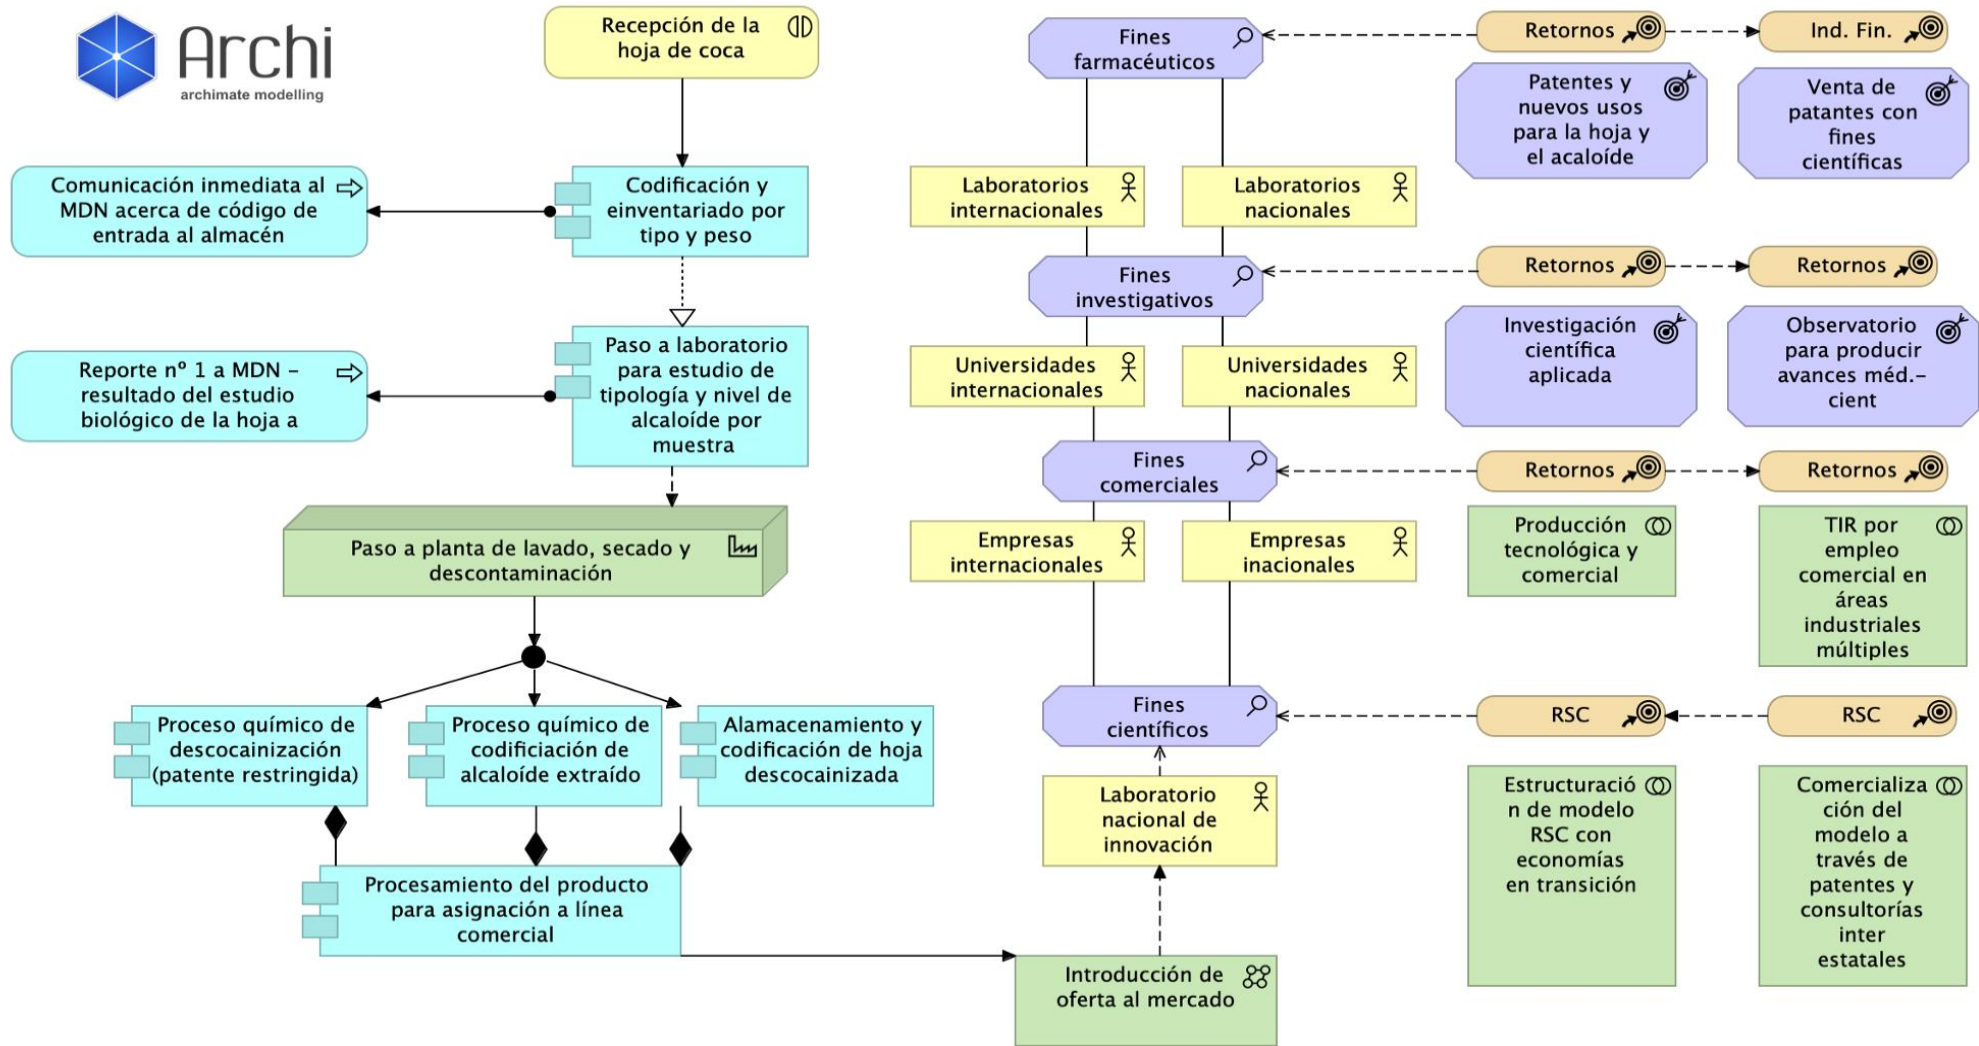 Archi
archimate modelling
Recepción de la
hoja de coca
Comunicación inmediata al
MDN acerca de código de
entrada al almacén
Codificación y
einventariado por
tipo y peso
Reporte nº 1 a MDN –
resultado del estudio
biológico de la hoja a
Paso a laboratorio
para estudio de
tipología y nivel de
alcaloíde por
muestra
Paso a planta de lavado, secado y
descontaminación
Proceso químico de
descocainización
(patente restringida)
Proceso químico de
codificiación de
alcaloíde extraído
Alamacenamiento y
codificación de hoja
descocainizada
Procesamiento del producto
para asignación a línea
comercial
Introducción de
oferta al mercado
Laboratorio
nacional de
innovación
Fines
farmacéuticos
Laboratorios
internacionales
Laboratorios
nacionales
Fines
investigativos
Universidades
internacionales
Universidades
nacionales
Fines
comerciales
Empresas
internacionales
Empresas
inacionales
Fines
científicos
Retornos
Ind. Fin.
Patentes y
nuevos usos
para la hoja y
el acaloíde
Venta de
patantes con
fines
científicas
Retornos
Retornos
Investigación
científica
aplicada
Observatorio
para producir
avances méd.–
cient
Retornos
Retornos
Producción
tecnológica y
comercial
TIR por
empleo
comercial en
áreas
industriales
múltiples
RSC
RSC
Estructuració
n de modelo
RSC con
economías
en transición
Comercializa
ción del
modelo a
través de
patentes y
consultorías
inter
estatales